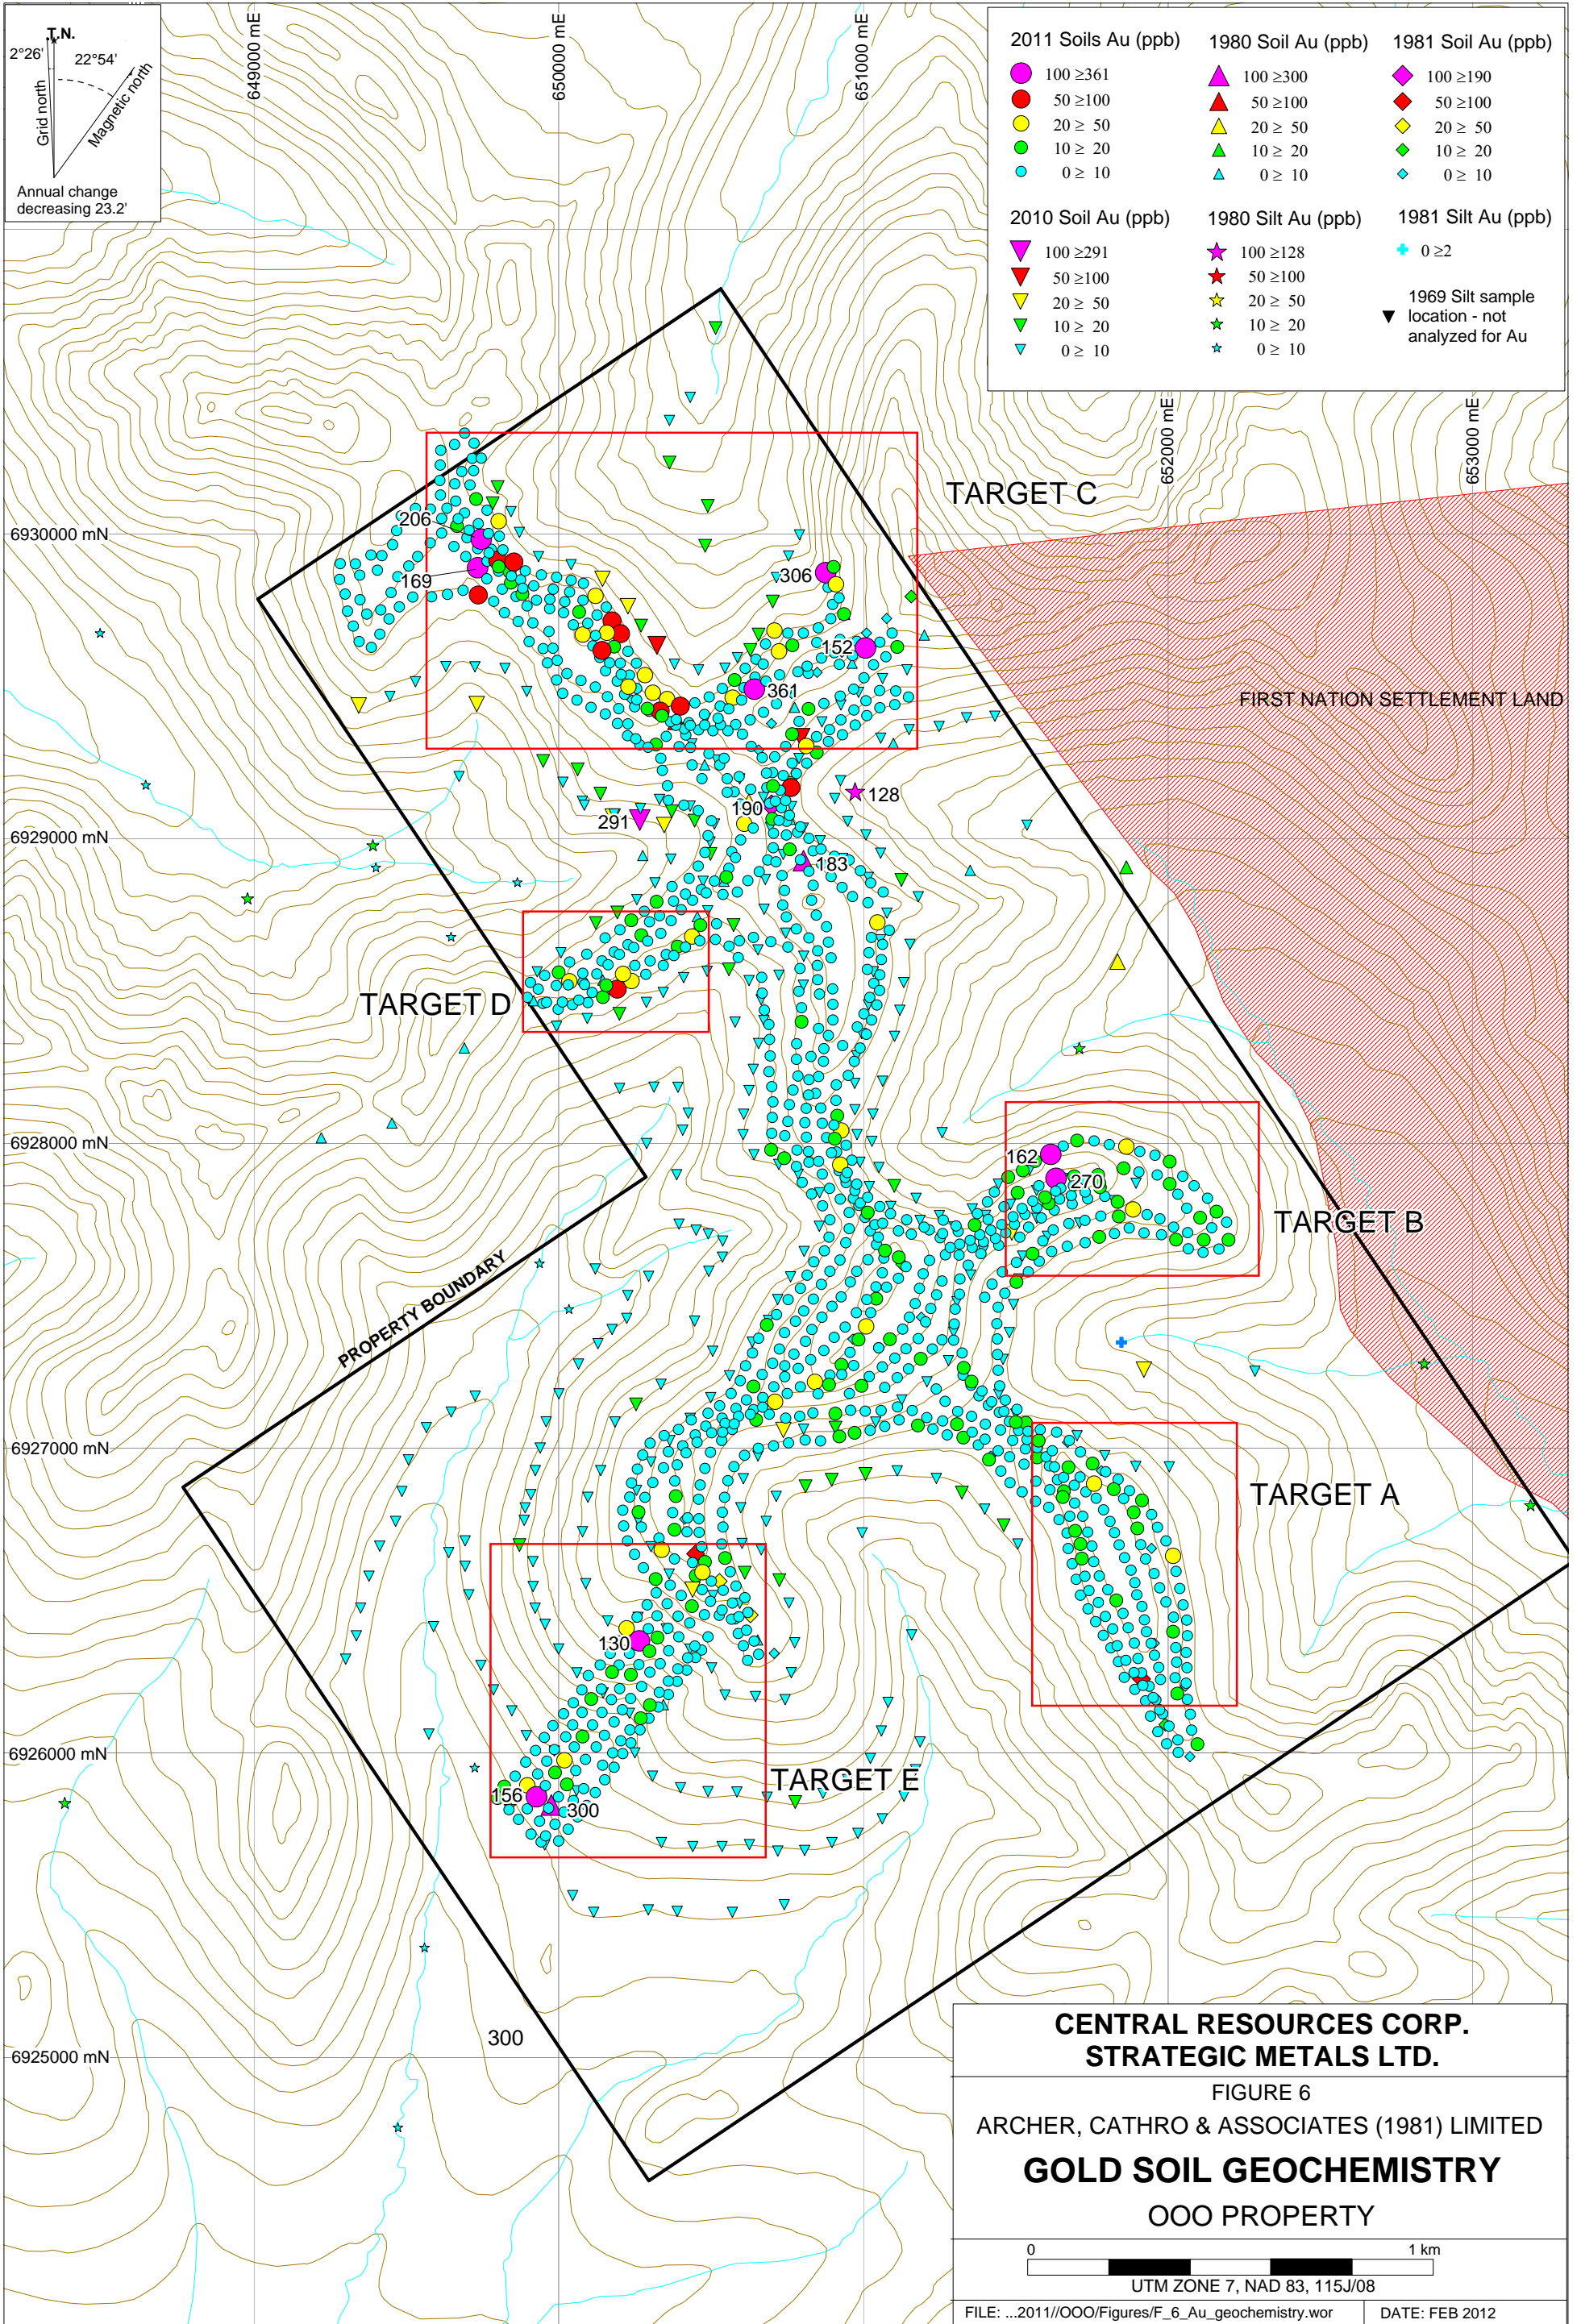 T.N.
2°26'
22°54'
Grid north
Magnetic north
Annual change
decreasing 23.2'
649000 mE
650000 mE
651000 mE
652000 mE
653000 mE
2011 Soils Au (ppb)
100 ≥361
50 ≥100
20 ≥ 50
10 ≥ 20
0 ≥ 10
1980 Soil Au (ppb)
100 ≥300
50 ≥100
20 ≥ 50
10 ≥ 20
0 ≥ 10
1981 Soil Au (ppb)
100 ≥190
50 ≥100
20 ≥ 50
10 ≥ 20
0 ≥ 10
2010 Soil Au (ppb)
100 ≥291
50 ≥100
20 ≥ 50
10 ≥ 20
0 ≥ 10
1980 Silt Au (ppb)
100 ≥128
50 ≥100
20 ≥ 50
10 ≥ 20
0 ≥ 10
1981 Silt Au (ppb)
0 ≥2
1969 Silt sample
location - not
analyzed for Au
TARGET C
206
6930000 mN
169
306
152
361
FIRST NATION SETTLEMENT LAND
128
190
291
6929000 mN
183
TARGET D
6928000 mN
162
270
TARGET B
PROPERTY BOUNDARY
6927000 mN
TARGET A
130
6926000 mN
TARGET E
156
300
300
6925000 mN
CENTRAL RESOURCES CORP.
STRATEGIC METALS LTD.
FIGURE 6
ARCHER, CATHRO & ASSOCIATES (1981) LIMITED
GOLD SOIL GEOCHEMISTRY
OOO PROPERTY
0
1 km
UTM ZONE 7, NAD 83, 115J/08
FILE: ...2011//OOO/Figures/F_6_Au_geochemistry.wor
DATE: FEB 2012